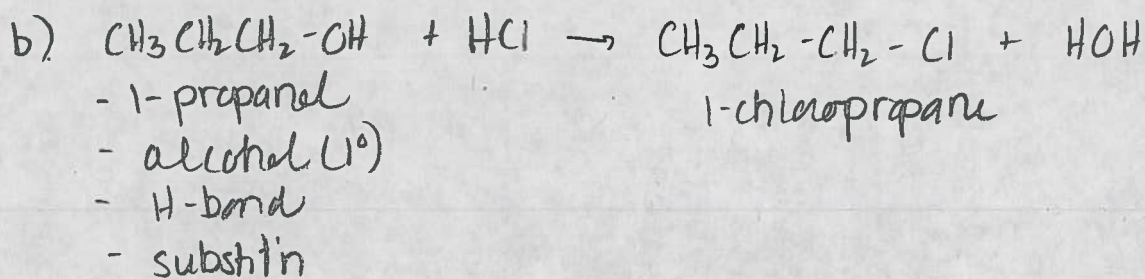 b) CH₃CH₂CH₂-OH + HCl → CH₃CH₂-CH₂-Cl + HOH
- 1-propanol
1-chloropropane
- alcohol (1°)
- H-bond
- substit'n